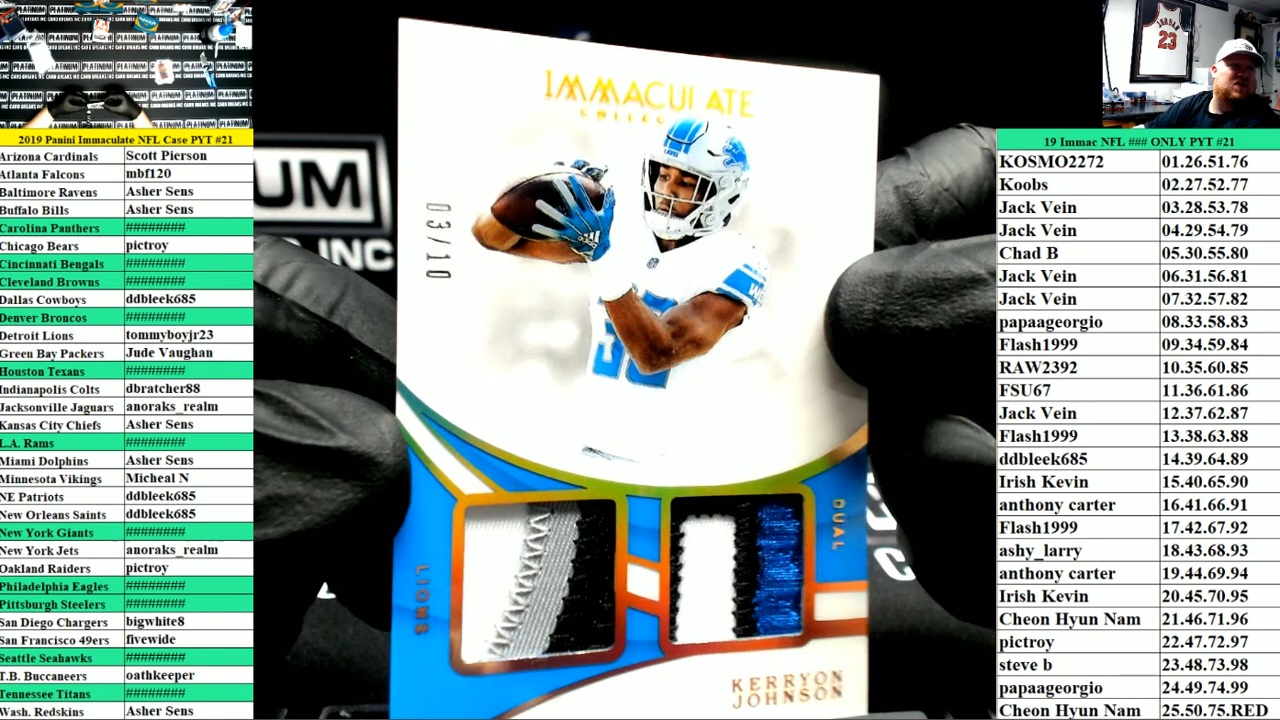 2019 Panini Immaculate NFL Case PYT #21
Arizona Cardinals Scott Pierson
Atlanta Falcons mbf120
Baltimore Ravens Asher Sens
Buffalo Bills Asher Sens
Carolina Panthers ########
Chicago Bears pictroy
Cincinnati Bengals ########
Cleveland Browns ########
Dallas Cowboys ddbleek685
Denver Broncos ########
Detroit Lions tommyboyjr23
Green Bay Packers Jude Vaughan
Houston Texans ########
Indianapolis Colts dbratcher88
Jacksonville Jaguars anoraks_realm
Kansas City Chiefs Asher Sens
L.A. Rams ########
Miami Dolphins Asher Sens
Minnesota Vikings Micheal N
NE Patriots ddbleek685
New Orleans Saints ddbleek685
New York Giants ########
New York Jets anoraks_realm
Oakland Raiders pictroy
Philadelphia Eagles ########
Pittsburgh Steelers ########
San Diego Chargers bigwhite8
San Francisco 49ers fivewide
Seattle Seahawks ########
T.B. Buccaneers oathkeeper
Tennessee Titans ########
Wash. Redskins Asher Sens
IMMACULATE
COLLEC
03/10
DUAL
LIONS
KERRYON
JOHNSON
UM
INC
JORDAN
23
19 Immac NFL ### ONLY PYT #21
KOSMO2272 01.26.51.76
Koobs 02.27.52.77
Jack Vein 03.28.53.78
Jack Vein 04.29.54.79
Chad B 05.30.55.80
Jack Vein 06.31.56.81
Jack Vein 07.32.57.82
papaageorgio 08.33.58.83
Flash1999 09.34.59.84
RAW2392 10.35.60.85
FSU67 11.36.61.86
Jack Vein 12.37.62.87
Flash1999 13.38.63.88
ddbleek685 14.39.64.89
Irish Kevin 15.40.65.90
anthony carter 16.41.66.91
Flash1999 17.42.67.92
ashy_larry 18.43.68.93
anthony carter 19.44.69.94
Irish Kevin 20.45.70.95
Cheon Hyun Nam 21.46.71.96
pictroy 22.47.72.97
steve b 23.48.73.98
papaageorgio 24.49.74.99
Cheon Hyun Nam 25.50.75.RED